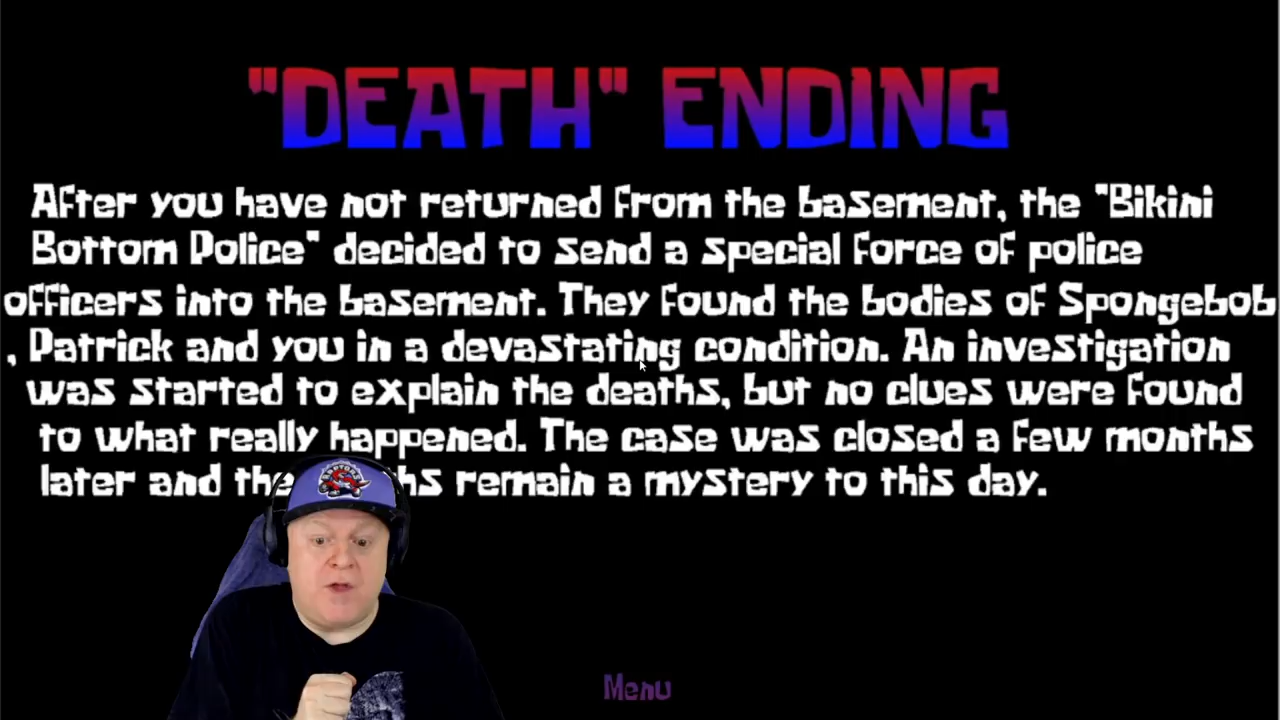 "DEATH" ENDING
After you have not returned from the basement, the "Bikini
Bottom Police" decided to send a special force of police
officers into the basement. They found the bodies of Spongebob
, Patrick and you in a devastating condition. An investigation
was started to explain the deaths, but no clues were found
to what really happened. The case was closed a few months
later and the remain a mystery to this day.
RAPTORS
Menu